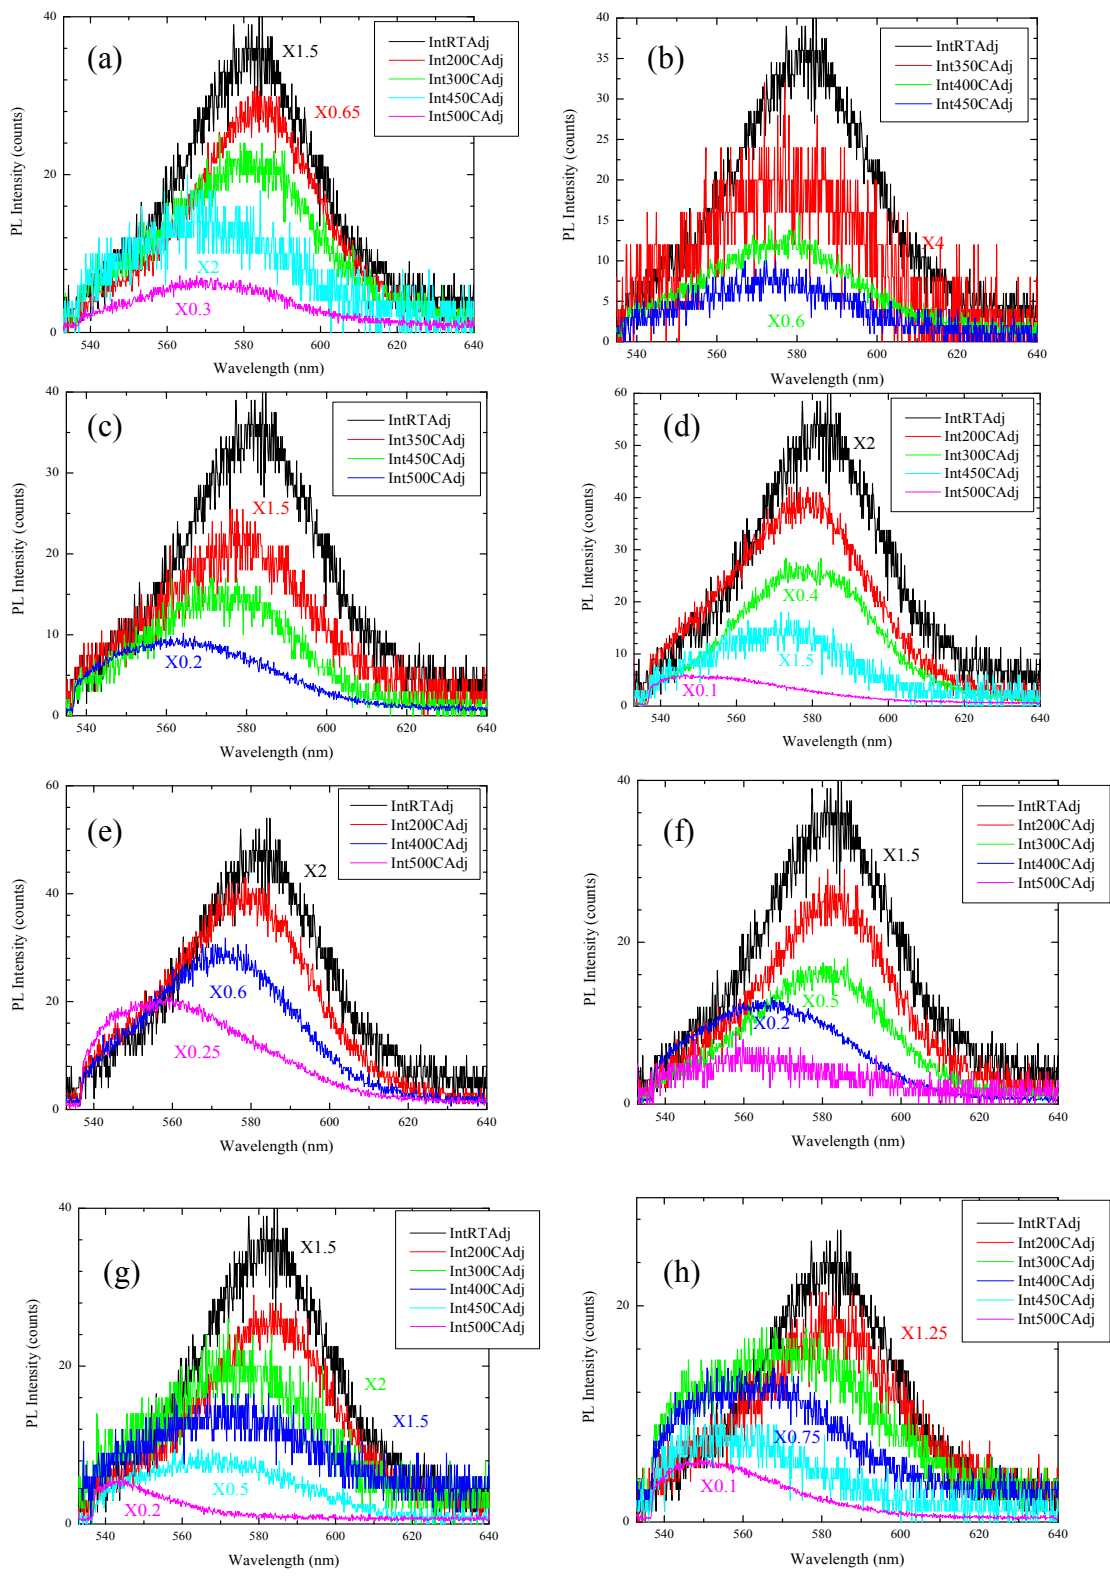 (a)
X1.5
X0.65
X2
X0.3
IntRTAdj
Int200CAdj
Int300CAdj
Int450CAdj
Int500CAdj
PL Intensity (counts)
40
20
0
540 560 580 600 620 640
Wavelength (nm)
(b)
X4
X0.6
IntRTAdj
Int350CAdj
Int400CAdj
Int450CAdj
PL Intensity (counts)
40
35
30
25
20
15
10
5
0
540 560 580 600 620 640
Wavelength (nm)
(c)
X1.5
X0.2
IntRTAdj
Int350CAdj
Int450CAdj
Int500CAdj
PL Intensity (counts)
40
30
20
10
0
540 560 580 600 620 640
Wavelength (nm)
(d)
X2
X0.4
X1.5
X0.1
IntRTAdj
Int200CAdj
Int300CAdj
Int450CAdj
Int500CAdj
PL Intensity (counts)
60
50
40
30
20
10
0
540 560 580 600 620 640
Wavelength (nm)
(e)
X2
X0.6
X0.25
IntRTAdj
Int200CAdj
Int400CAdj
Int500CAdj
PL Intensity (counts)
60
40
20
0
540 560 580 600 620 640
Wavelength (nm)
(f)
X1.5
X0.5
X0.2
IntRTAdj
Int200CAdj
Int300CAdj
Int400CAdj
Int500CAdj
PL Intensity (counts)
40
20
0
540 560 580 600 620 640
Wavelength (nm)
(g)
X1.5
X2
X1.5
X0.5
X0.2
IntRTAdj
Int200CAdj
Int300CAdj
Int400CAdj
Int450CAdj
Int500CAdj
PL Intensity (counts)
40
20
0
540 560 580 600 620 640
Wavelength (nm)
(h)
X1.25
X0.75
X0.1
IntRTAdj
Int200CAdj
Int300CAdj
Int400CAdj
Int450CAdj
Int500CAdj
PL Intensity (counts)
20
0
540 560 580 600 620 640
Wavelength (nm)